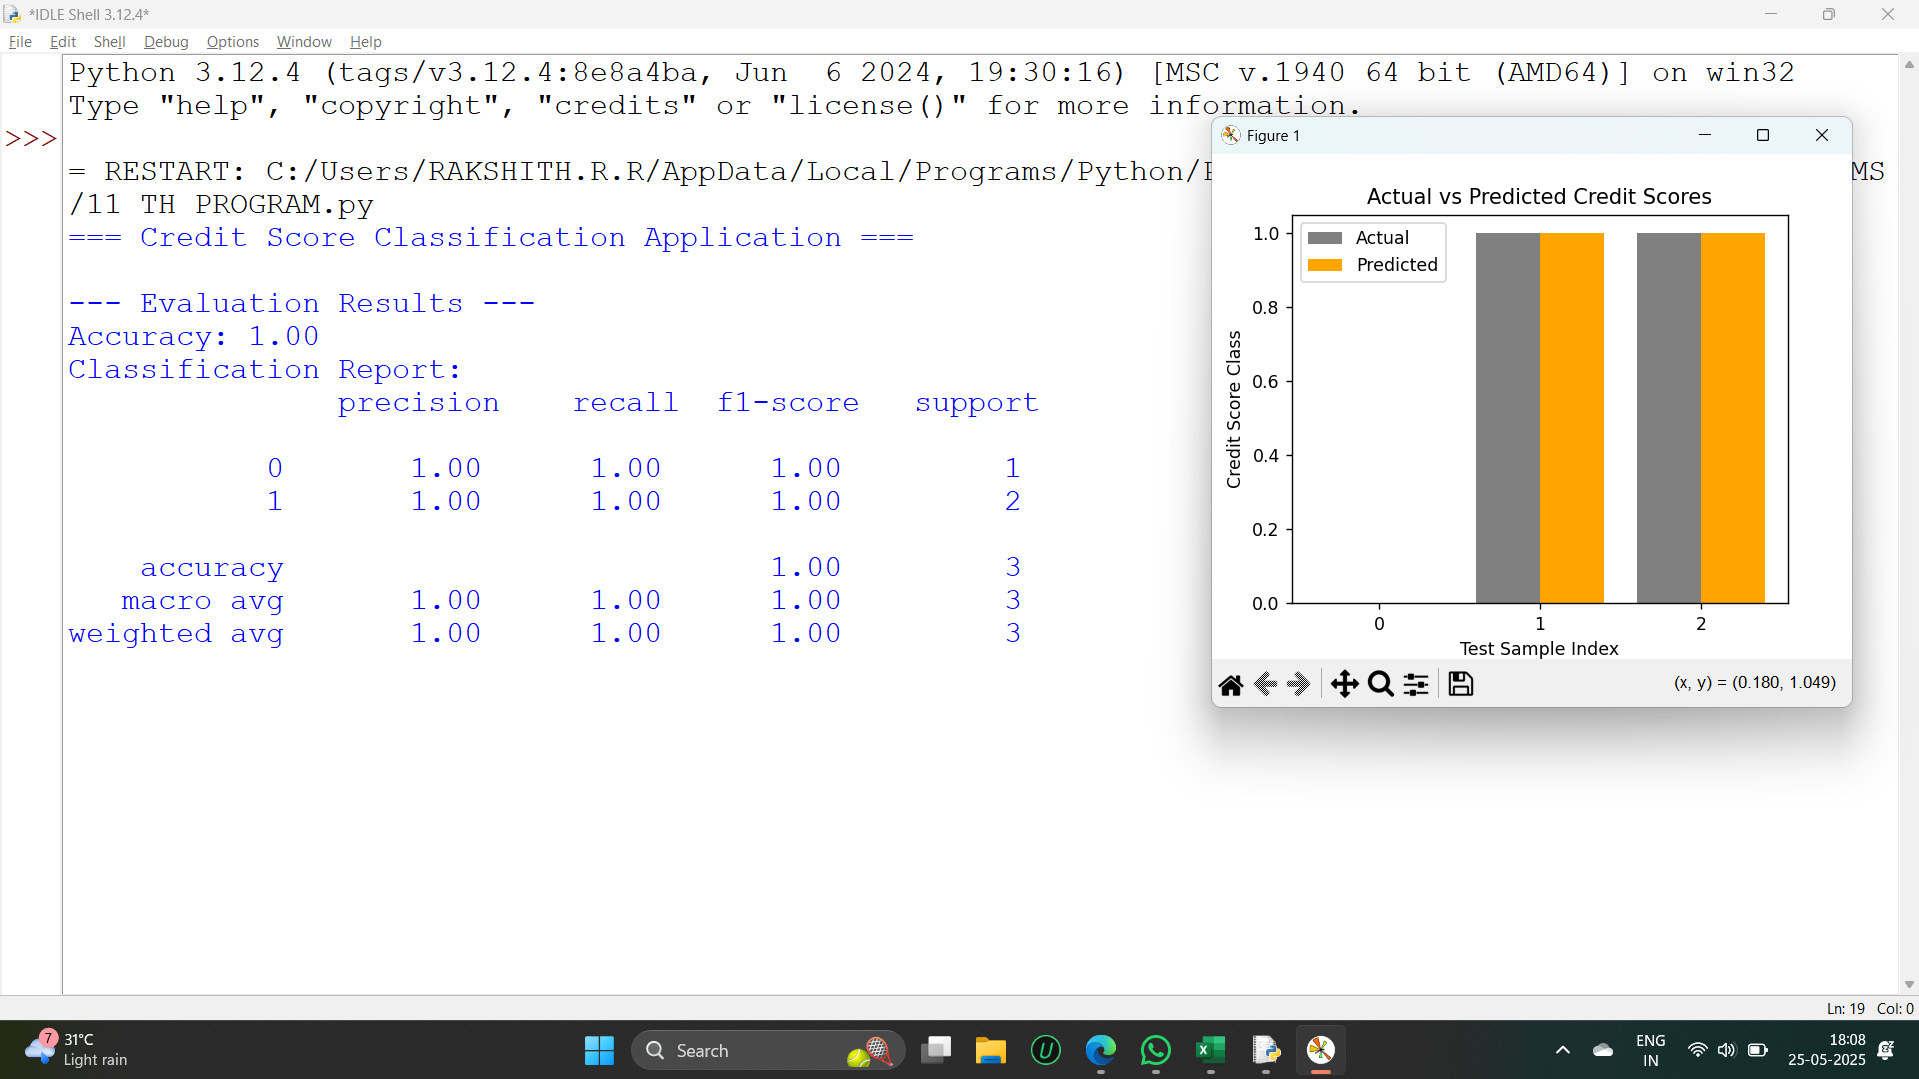 *IDLE Shell 3.12.4*
File Edit Shell Debug Options Window Help
Python 3.12.4 (tags/v3.12.4:8e8a4ba, Jun  6 2024, 19:30:16) [MSC v.1940 64 bit (AMD64)] on win32
Type "help", "copyright", "credits" or "license()" for more information.
>>>
= RESTART: C:/Users/RAKSHITH.R.R/AppData/Local/Programs/Python/ MS
/11 TH PROGRAM.py
=== Credit Score Classification Application ===
--- Evaluation Results ---
Accuracy: 1.00
Classification Report:
precision recall f1-score support
0 1.00 1.00 1.00 1
1 1.00 1.00 1.00 2
accuracy 1.00 3
macro avg 1.00 1.00 1.00 3
weighted avg 1.00 1.00 1.00 3
Figure 1
Actual vs Predicted Credit Scores
Actual
Predicted
Credit Score Class
1.0
0.8
0.6
0.4
0.2
0.0
0 1 2
Test Sample Index
(x, y) = (0.180, 1.049)
Ln: 19 Col: 0
7
31°C
Light rain
Search
ENG
IN
18:08
25-05-2025